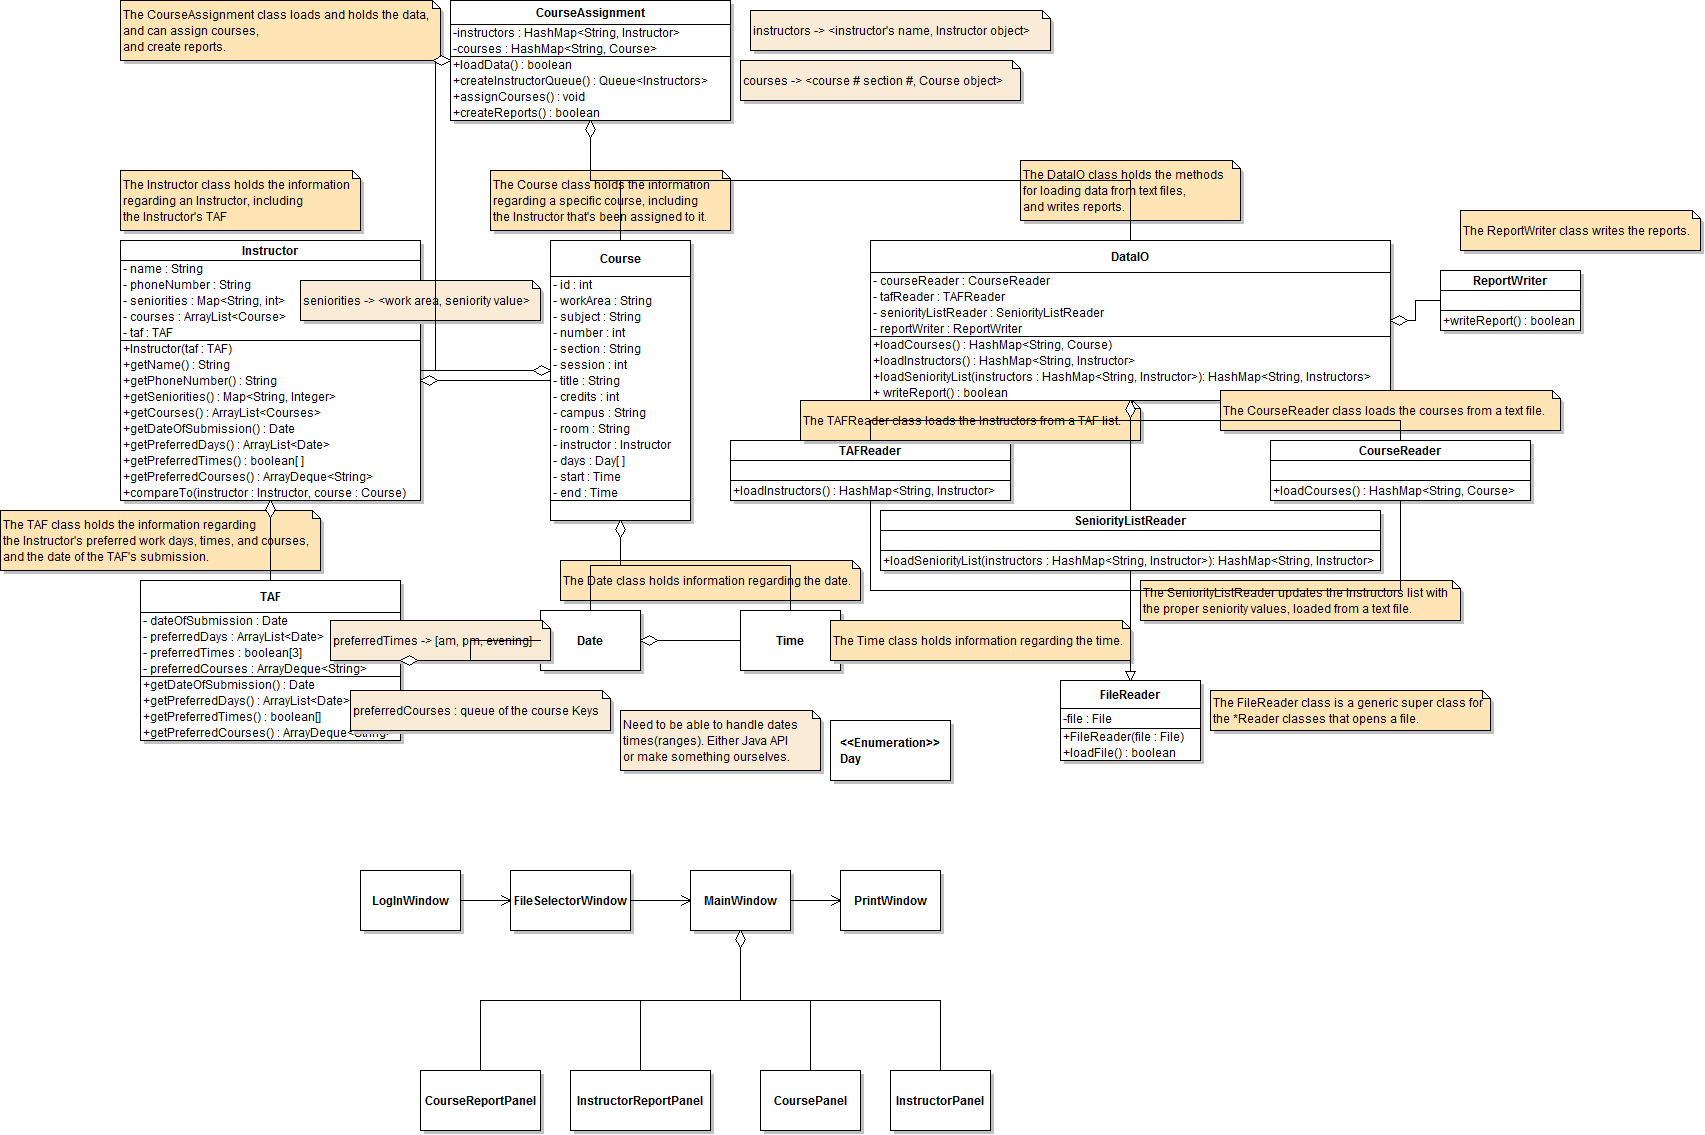 The CourseAssignment class loads and holds the data,
and can assign courses,
and create reports.
CourseAssignment
-instructors : HashMap<String, Instructor>
-courses : HashMap<String, Course>
+loadData() : boolean
+createInstructorQueue() : Queue<Instructors>
+assignCourses() : void
+createReports() : boolean
instructors -> <instructor's name, Instructor object>
courses -> <course # section #, Course object>
The Instructor class holds the information
regarding an Instructor, including
the Instructor's TAF
The Course class holds the information
regarding a specific course, including
the Instructor that's been assigned to it.
The DataIO class holds the methods
for loading data from text files,
and writes reports.
The ReportWriter class writes the reports.
Instructor
- name : String
- phoneNumber : String
- seniorities : Map<String, int>
- courses : ArrayList<Course>
- taf : TAF
+Instructor(taf : TAF)
+getName() : String
+getPhoneNumber() : String
+getSeniorities() : Map<String, Integer>
+getCourses() : ArrayList<Courses>
+getDateOfSubmission() : Date
+getPreferredDays() : ArrayList<Date>
+getPreferredTimes() : boolean[ ]
+getPreferredCourses() : ArrayDeque<String>
+compareTo(instructor : Instructor, course : Course)
seniorities -> <work area, seniority value>
Course
- id : int
- workArea : String
- subject : String
- number : int
- section : String
- session : int
- title : String
- credits : int
- campus : String
- room : String
- instructor : Instructor
- days : Day[ ]
- start : Time
- end : Time
DataIO
- courseReader : CourseReader
- tafReader : TAFReader
- seniorityListReader : SeniorityListReader
- reportWriter : ReportWriter
+loadCourses() : HashMap<String, Course)
+loadInstructors() : HashMap<String, Instructor>
+loadSeniorityList(instructors : HashMap<String, Instructor>): HashMap<String, Instructors>
+ writeReport() : boolean
ReportWriter
+writeReport() : boolean
The TAFReader class loads the Instructors from a TAF list.
The CourseReader class loads the courses from a text file.
TAFReader
+loadInstructors() : HashMap<String, Instructor>
CourseReader
+loadCourses() : HashMap<String, Course>
SeniorityListReader
+loadSeniorityList(instructors : HashMap<String, Instructor>): HashMap<String, Instructor>
The TAF class holds the information regarding
the Instructor's preferred work days, times, and courses,
and the date of the TAF's submission.
The Date class holds information regarding the date.
The SeniorityListReader updates the Instructors list with
the proper seniority values, loaded from a text file.
TAF
- dateOfSubmission : Date
- preferredDays : ArrayList<Date>
- preferredTimes : boolean[3]
- preferredCourses : ArrayDeque<String>
+getDateOfSubmission() : Date
+getPreferredDays() : ArrayList<Date>
+getPreferredTimes() : boolean[]
+getPreferredCourses() : ArrayDeque<String>
preferredTimes -> [am, pm, evening]
Date
Time
The Time class holds information regarding the time.
preferredCourses : queue of the course Keys
Need to be able to handle dates
times(ranges). Either Java API
or make something ourselves.
<<Enumeration>>
Day
FileReader
-file : File
+FileReader(file : File)
+loadFile() : boolean
The FileReader class is a generic super class for
the *Reader classes that opens a file.
LogInWindow
FileSelectorWindow
MainWindow
PrintWindow
CourseReportPanel
InstructorReportPanel
CoursePanel
InstructorPanel